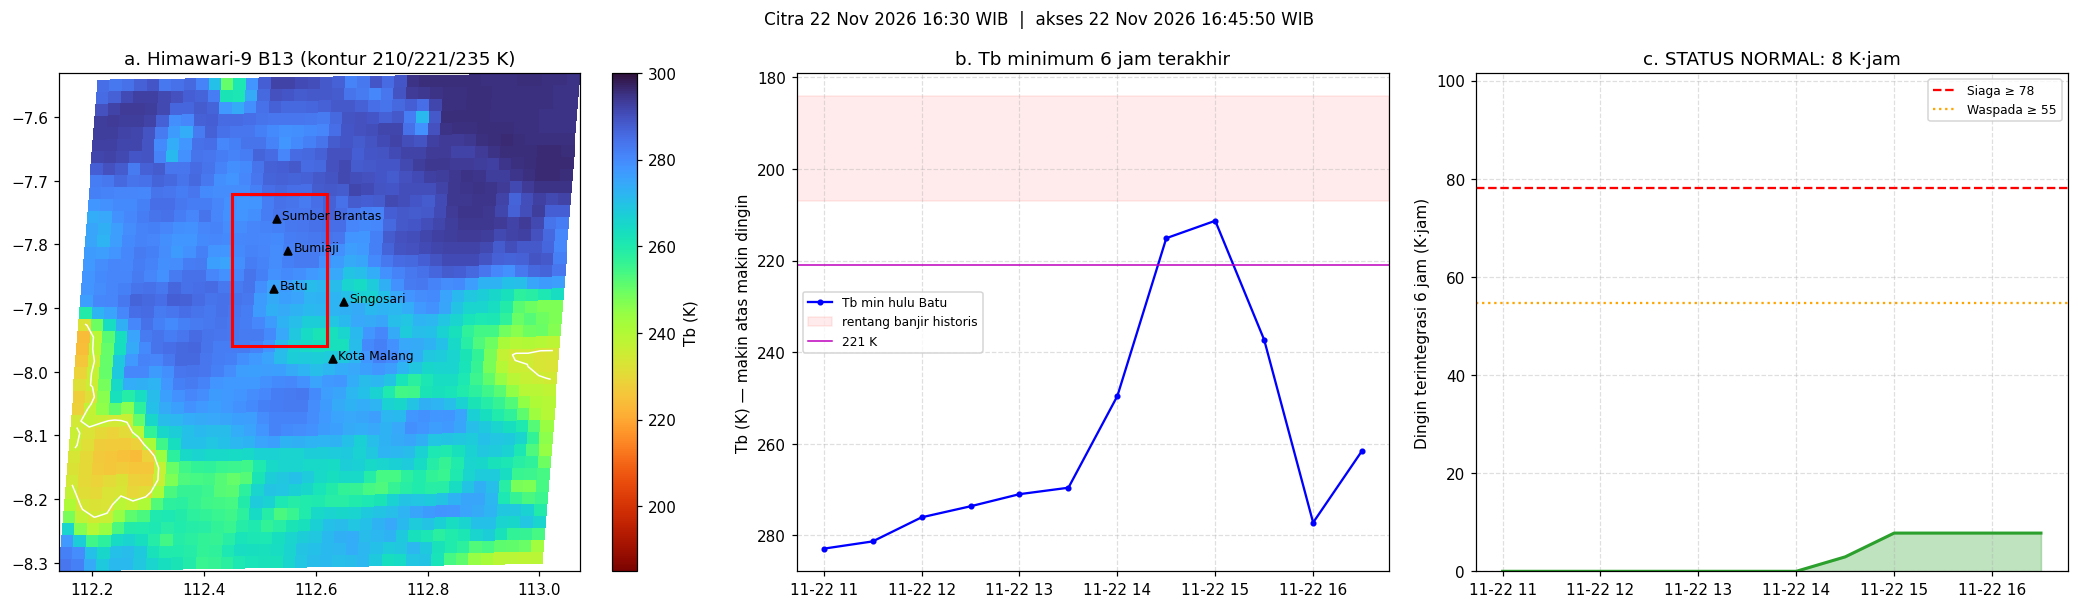 Citra 22 Nov 2026 16:30 WIB  |  akses 22 Nov 2026 16:45:50 WIB
a. Himawari-9 B13 (kontur 210/221/235 K)
−7.6
−7.7
−7.8
−7.9
−8.0
−8.1
−8.2
−8.3
112.2
112.4
112.6
112.8
113.0
Sumber Brantas
Bumiaji
Batu
Singosari
Kota Malang
300
280
260
240
220
200
Tb (K)
b. Tb minimum 6 jam terakhir
Tb (K) — makin atas makin dingin
180
200
220
240
260
280
Tb min hulu Batu
rentang banjir historis
221 K
11-22 11
11-22 12
11-22 13
11-22 14
11-22 15
11-22 16
c. STATUS NORMAL: 8 K·jam
Dingin terintegrasi 6 jam (K·jam)
100
80
60
40
20
0
Siaga ≥ 78
Waspada ≥ 55
11-22 11
11-22 12
11-22 13
11-22 14
11-22 15
11-22 16